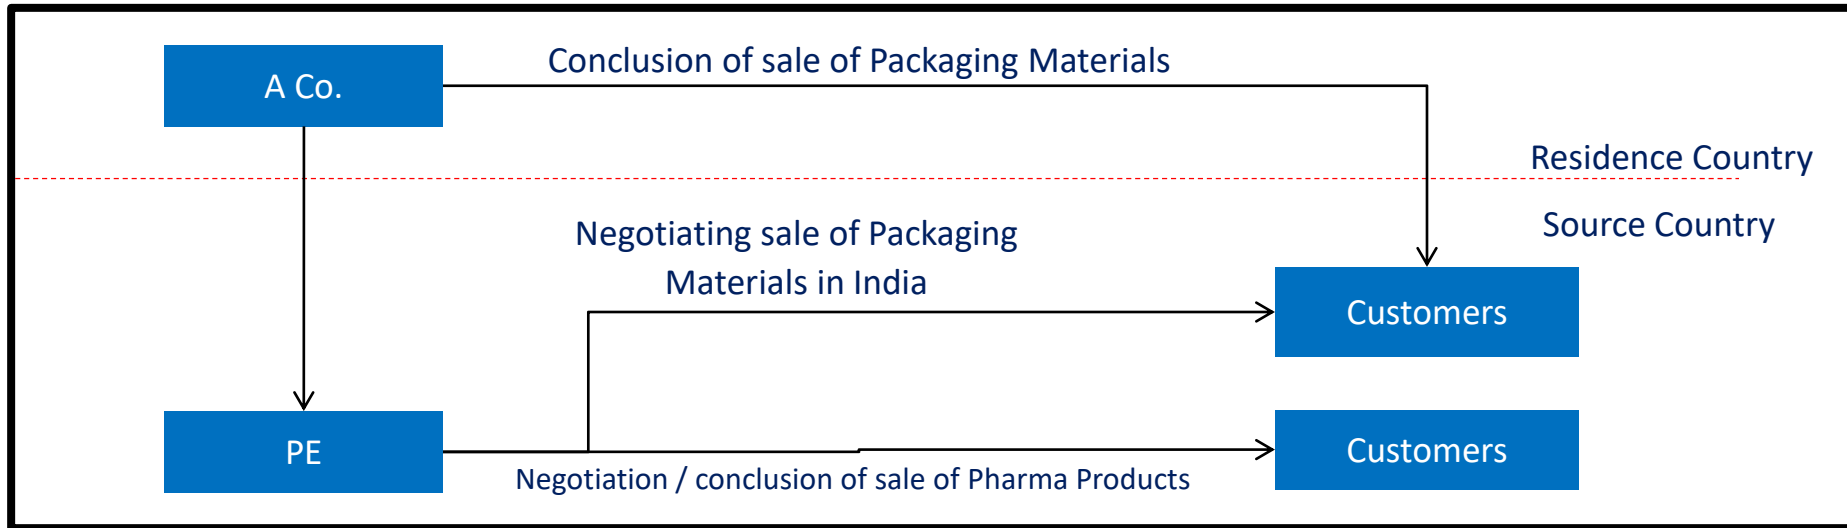 A Co.
Conclusion of sale of Packaging Materials
Residence Country
Source Country
Negotiating sale of Packaging
Materials in India
Customers
PE
Customers
Negotiation / conclusion of sale of Pharma Products